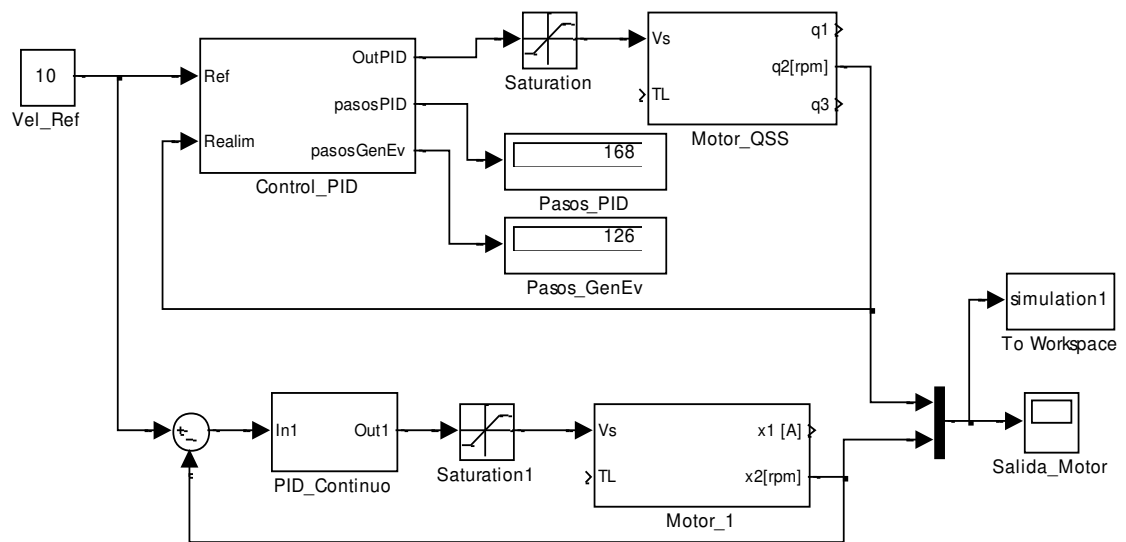 10
Vel_Ref
Ref
Realim
OutPID
pasosPID
pasosGenEv
Control_PID
Saturation
Vs
TL
q1
q2[rpm]
q3
Motor_QSS
168
Pasos_PID
126
Pasos_GenEv
simulation1
To Workspace
In1
Out1
PID_Continuo
Saturation1
Vs
TL
x1 [A]
x2[rpm]
Motor_1
Salida_Motor